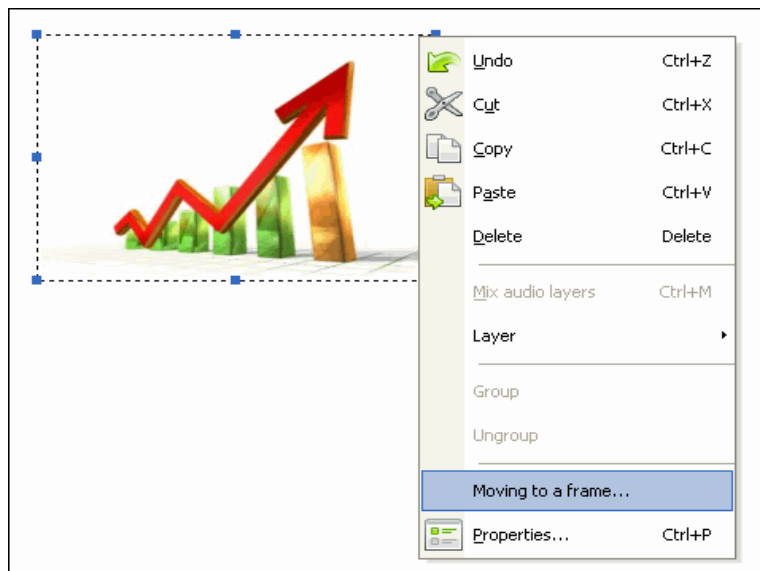 Undo Ctrl+Z
Cut Ctrl+X
Copy Ctrl+C
Paste Ctrl+V
Delete Delete
Mix audio layers Ctrl+M
Layer
Group
Ungroup
Moving to a frame...
Properties... Ctrl+P